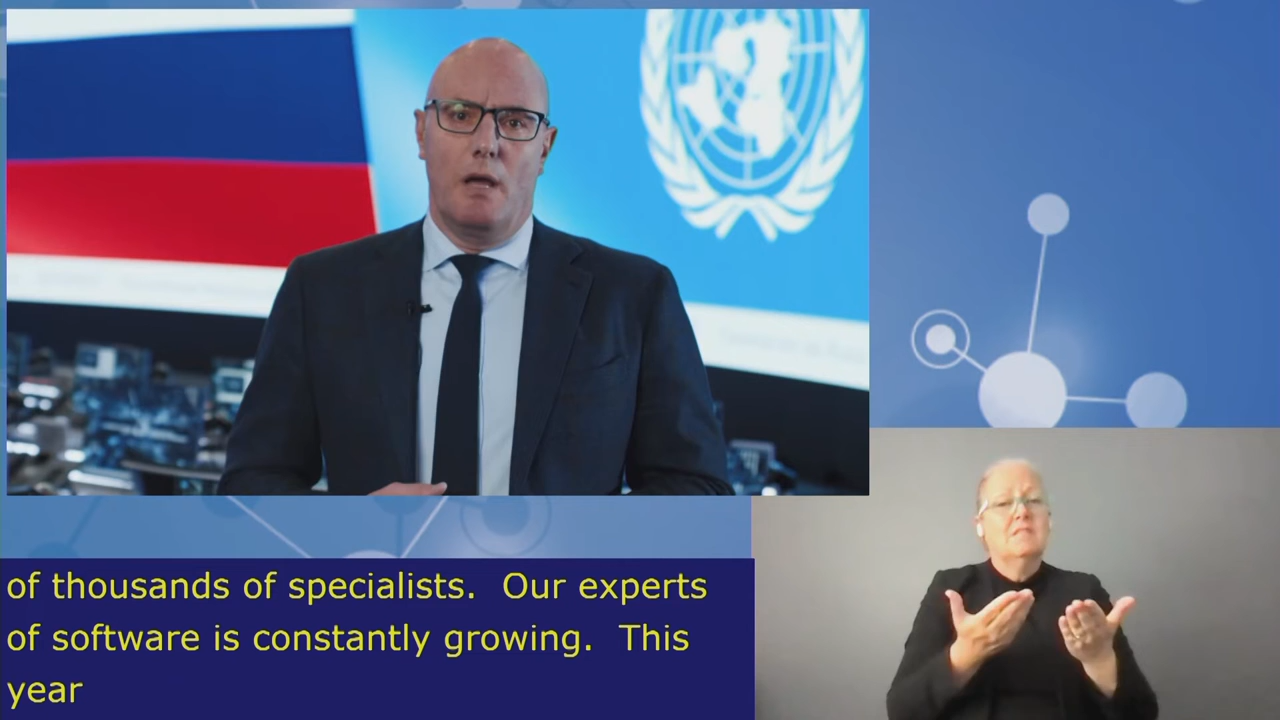 of thousands of specialists.  Our experts
of software is constantly growing.  This
year